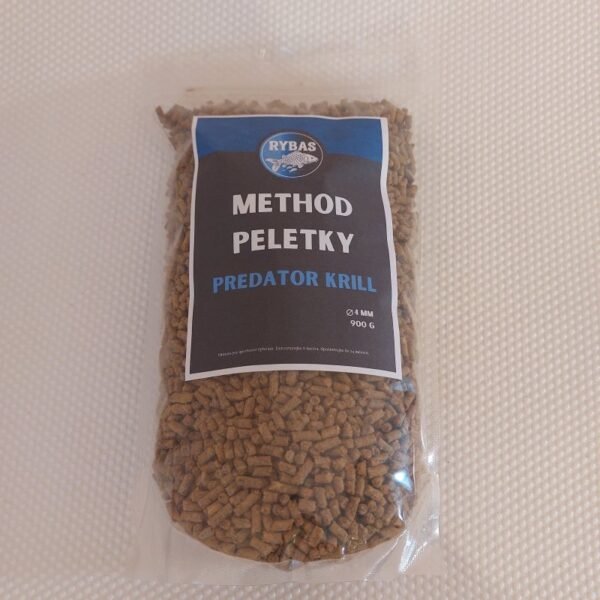 RYBAS
METHOD
PELETKY
PREDATOR KRILL
Ø 4 MM
900 G